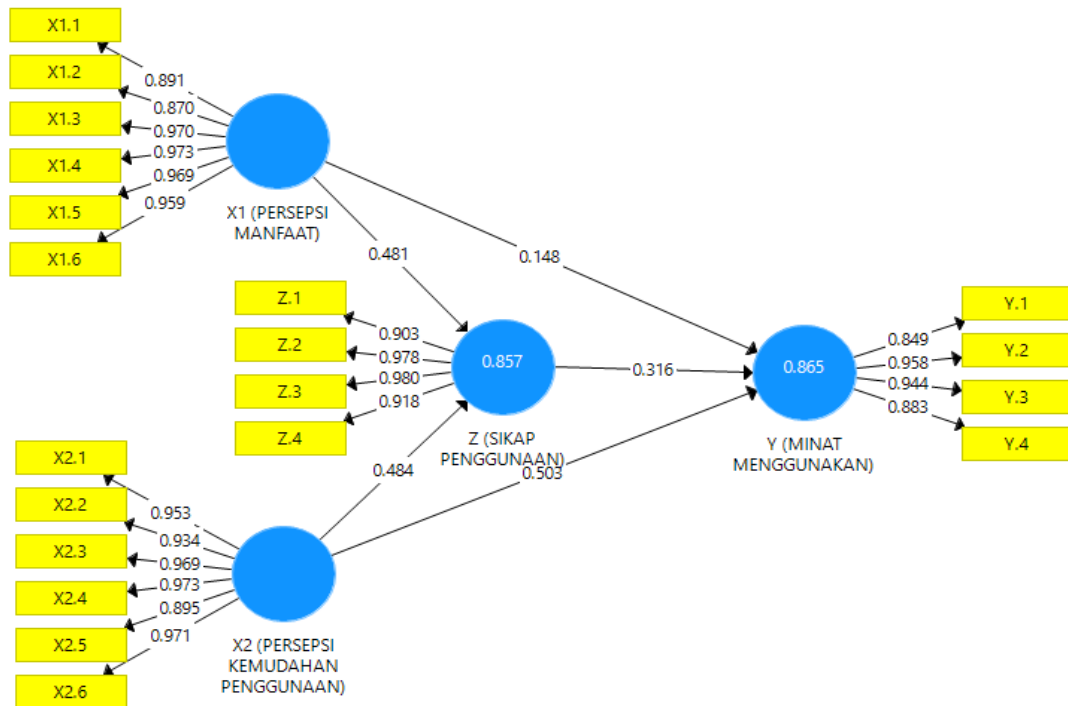 X1.1
X1.2
X1.3
X1.4
X1.5
X1.6
0.891
0.870
0.970
0.973
0.969
0.959
X1 (PERSEPSI
MANFAAT)
0.481
0.148
Z.1
Z.2
Z.3
Z.4
0.903
0.978
0.980
0.918
0.857
Z (SIKAP
PENGGUNAAN)
0.316
0.865
Y (MINAT
MENGGUNAKAN)
0.849
0.958
0.944
0.883
Y.1
Y.2
Y.3
Y.4
0.484
0.503
X2.1
X2.2
X2.3
X2.4
X2.5
X2.6
0.953
0.934
0.969
0.973
0.895
0.971
X2 (PERSEPSI
KEMUDAHAN
PENGGUNAAN)